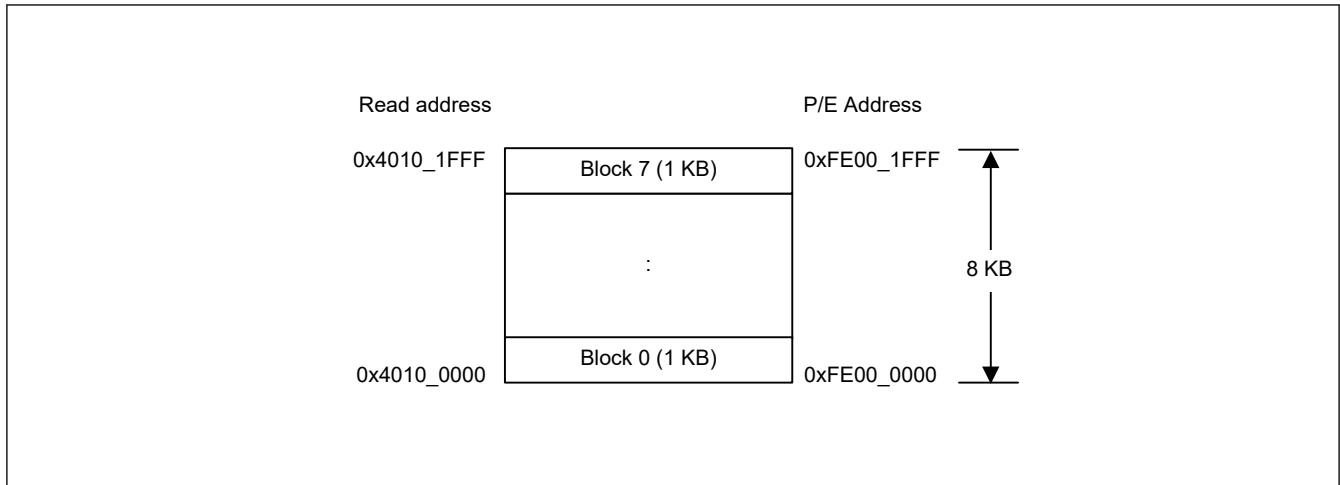 Read address P/E Address
0x4010_1FFF Block 7 (1 KB) 0xFE00_1FFF
: 8 KB
Block 0 (1 KB)
0x4010_0000 0xFE00_0000